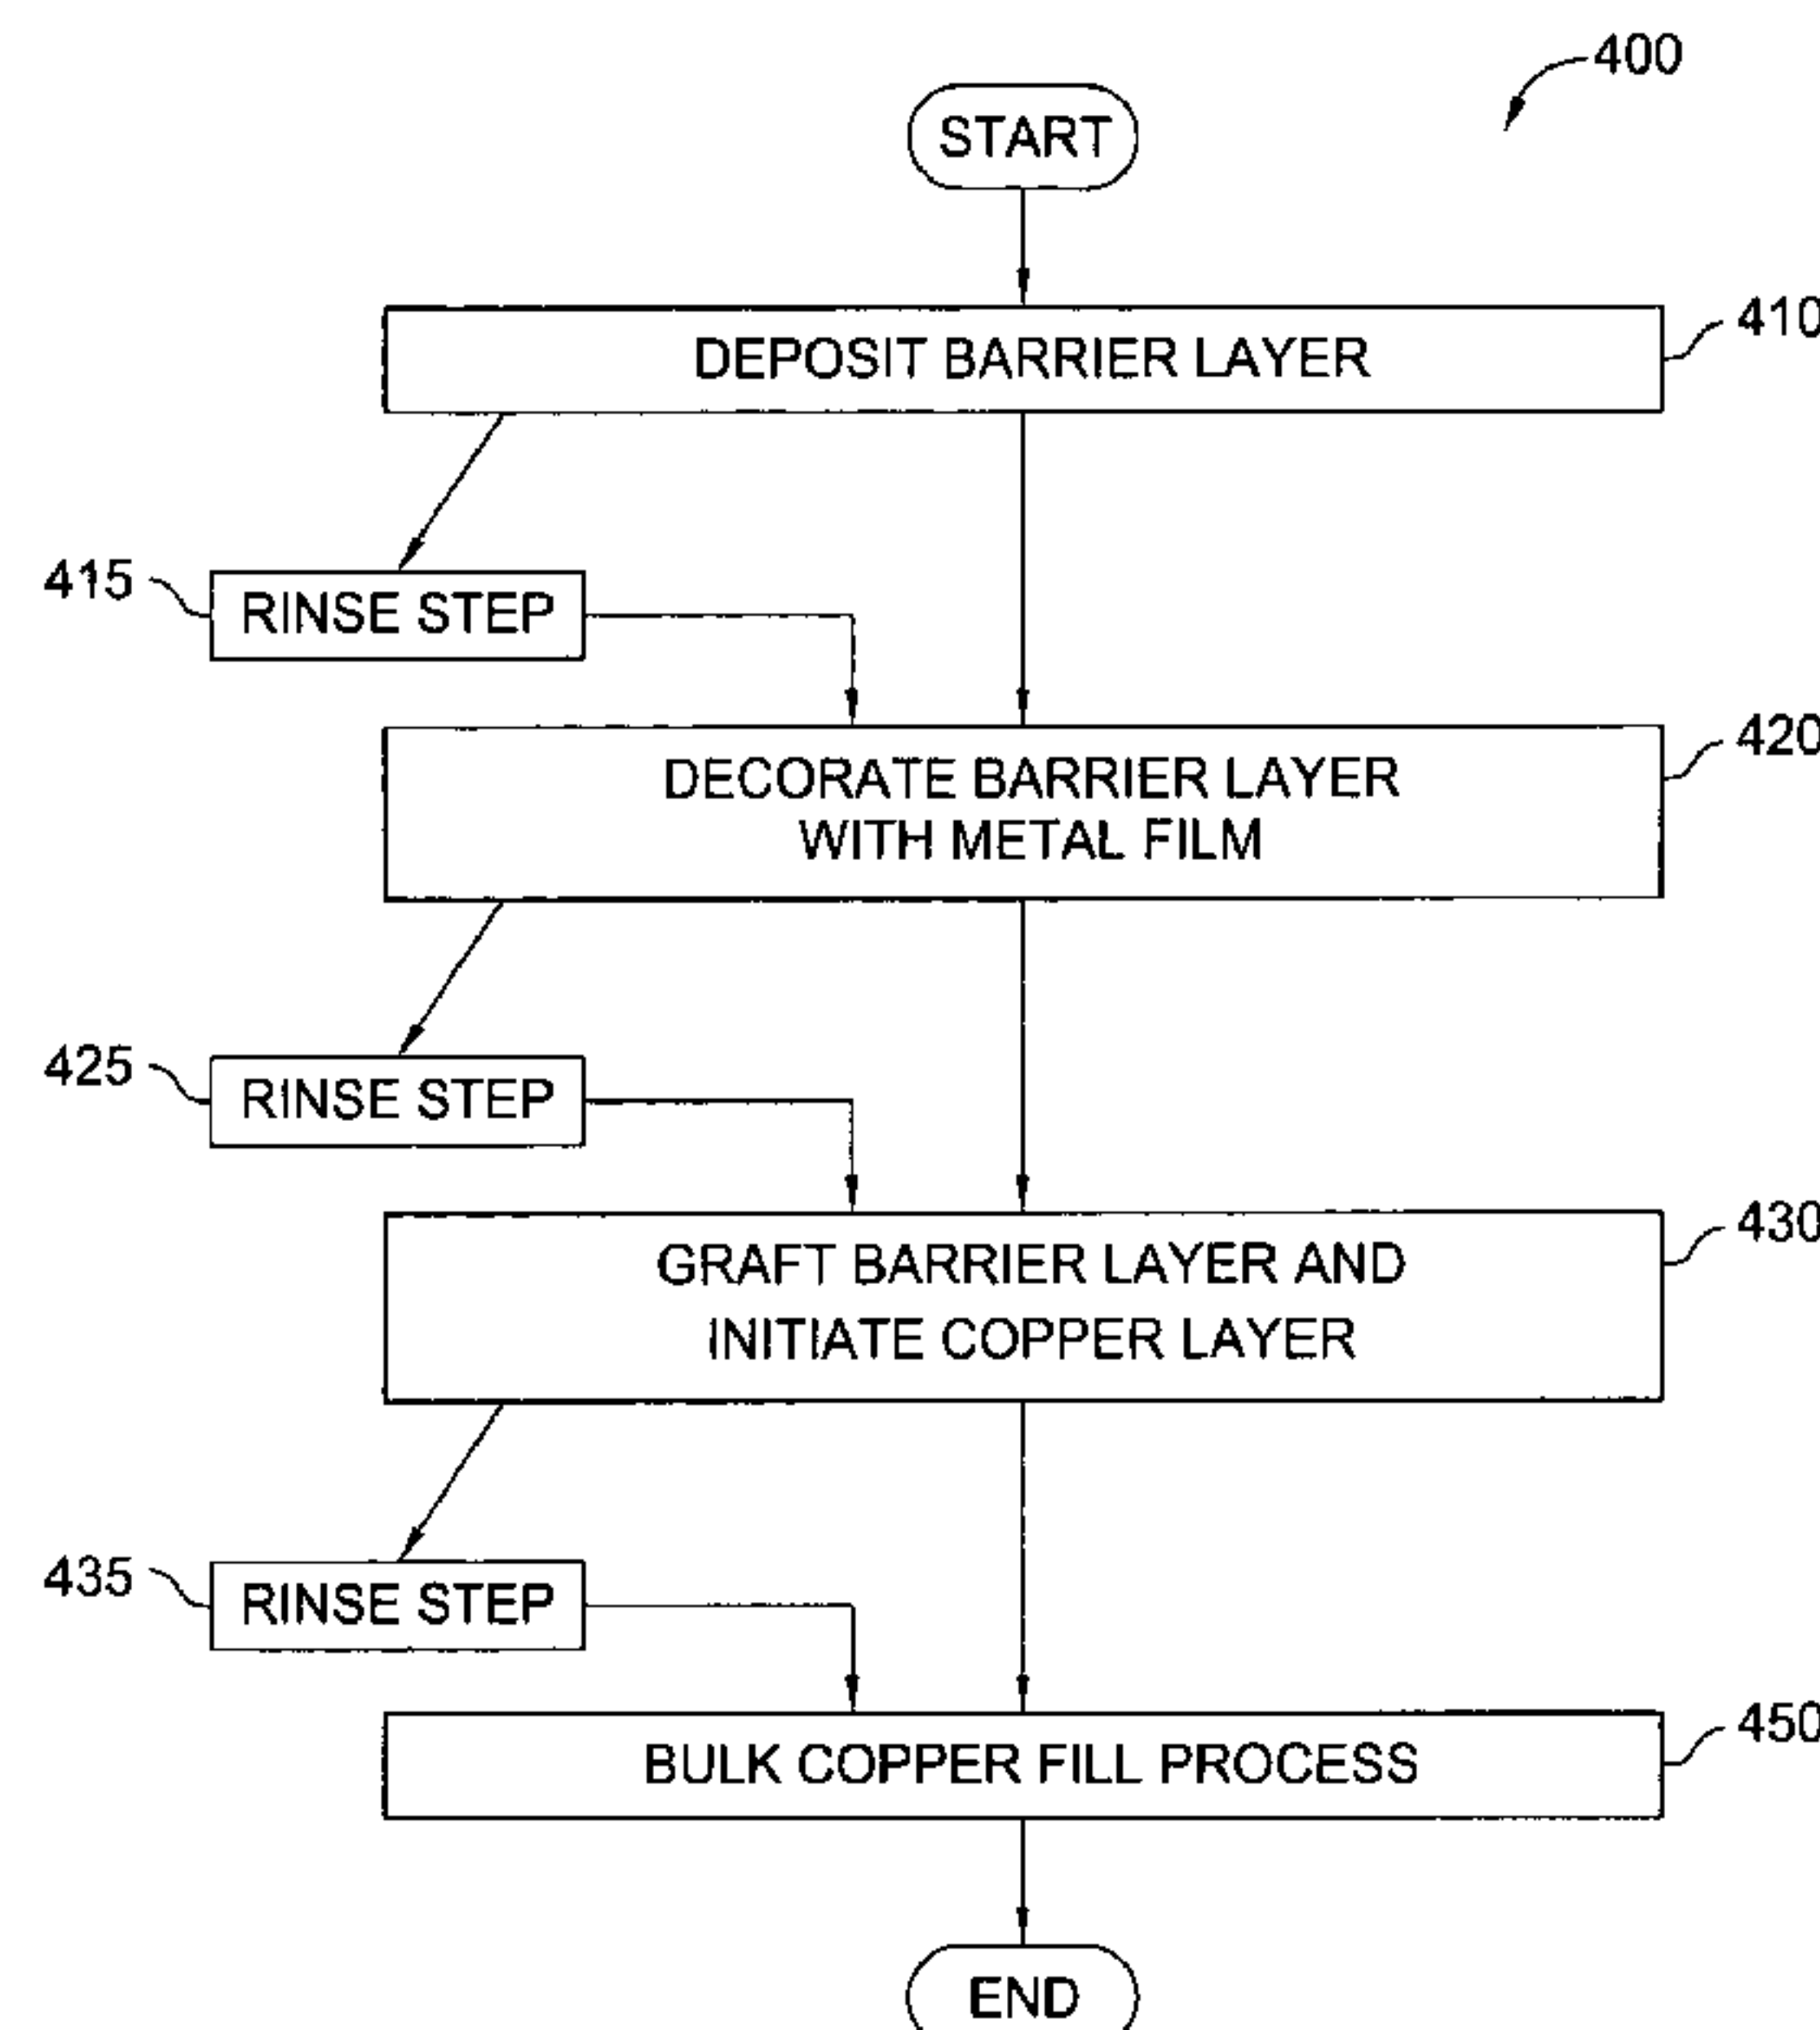 400
START
DEPOSIT BARRIER LAYER
410
415
RINSE STEP
DECORATE BARRIER LAYER
WITH METAL FILM
420
425
RINSE STEP
GRAFT BARRIER LAYER AND
INITIATE COPPER LAYER
430
435
RINSE STEP
BULK COPPER FILL PROCESS
450
END